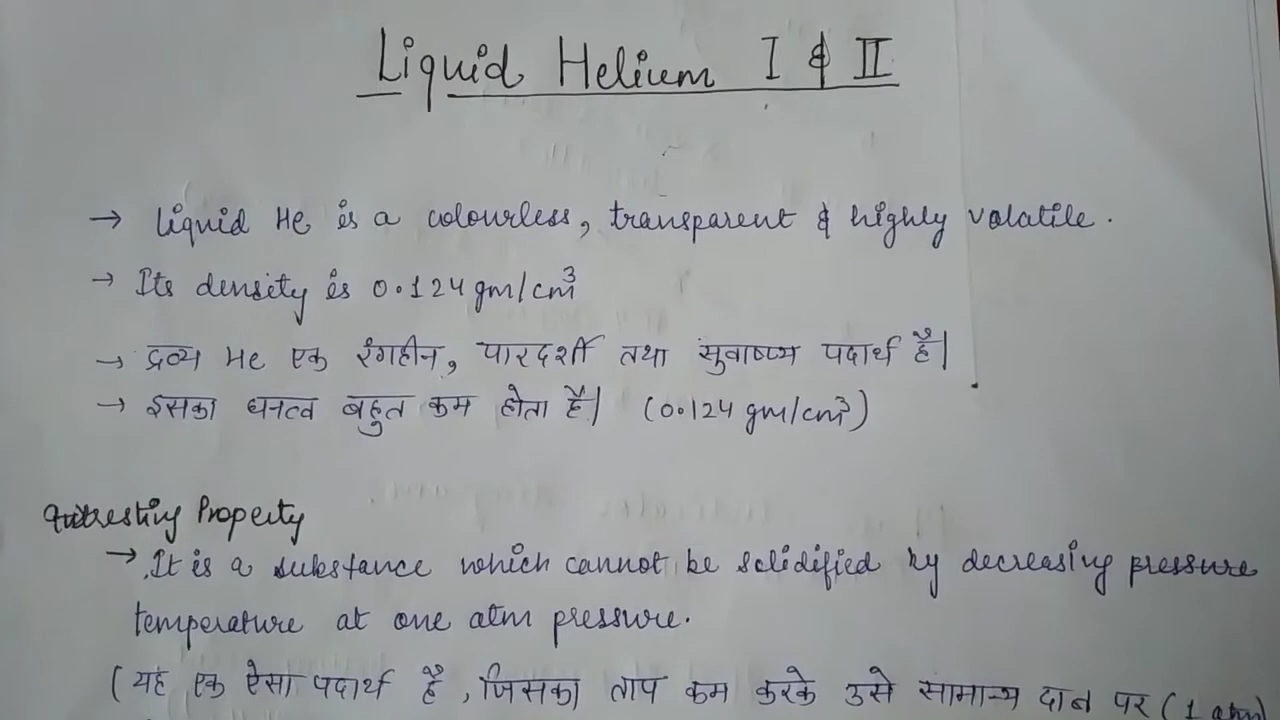 Liquid Helium I & II
→ Liquid He is a colourless, transparent & highly volatile.
→ Its density is 0.124 gm/cm³
→ द्रव्य He एक रंगहीन, पारदर्शी तथा सुवाष्प्य पदार्थ है।
→ इसका घनत्व बहुत कम होता है। (0.124 gm/cm³)
Property
→ It is a substance which cannot be solidified by decreasing pressure
temperature at one atm pressure.
(यह एक ऐसा पदार्थ है, जिसका ताप कम करके उसे सामान्य दाब पर (1 atm)